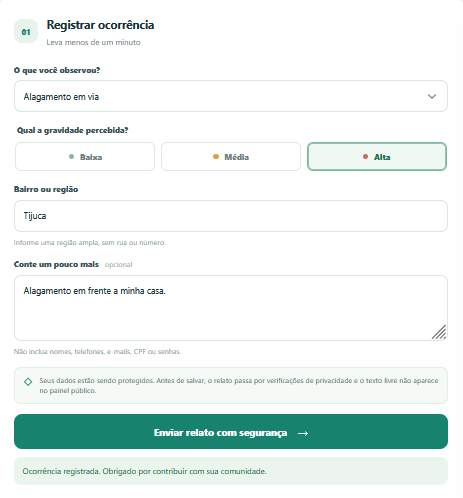 01
Registrar ocorrência
Leva menos de um minuto
O que você observou?
Alagamento em via
Qual a gravidade percebida?
Baixa
Média
Alta
Bairro ou região
Tijuca
Informe uma região ampla, sem rua ou número.
Conte um pouco mais opcional
Alagamento em frente a minha casa.
Não inclua nomes, telefones, e-mails, CPF ou senhas.
Seus dados estão sendo protegidos. Antes de salvar, o relato passa por verificações de privacidade e o texto livre não aparece
no painel público.
Enviar relato com segurança →
Ocorrência registrada. Obrigado por contribuir com sua comunidade.